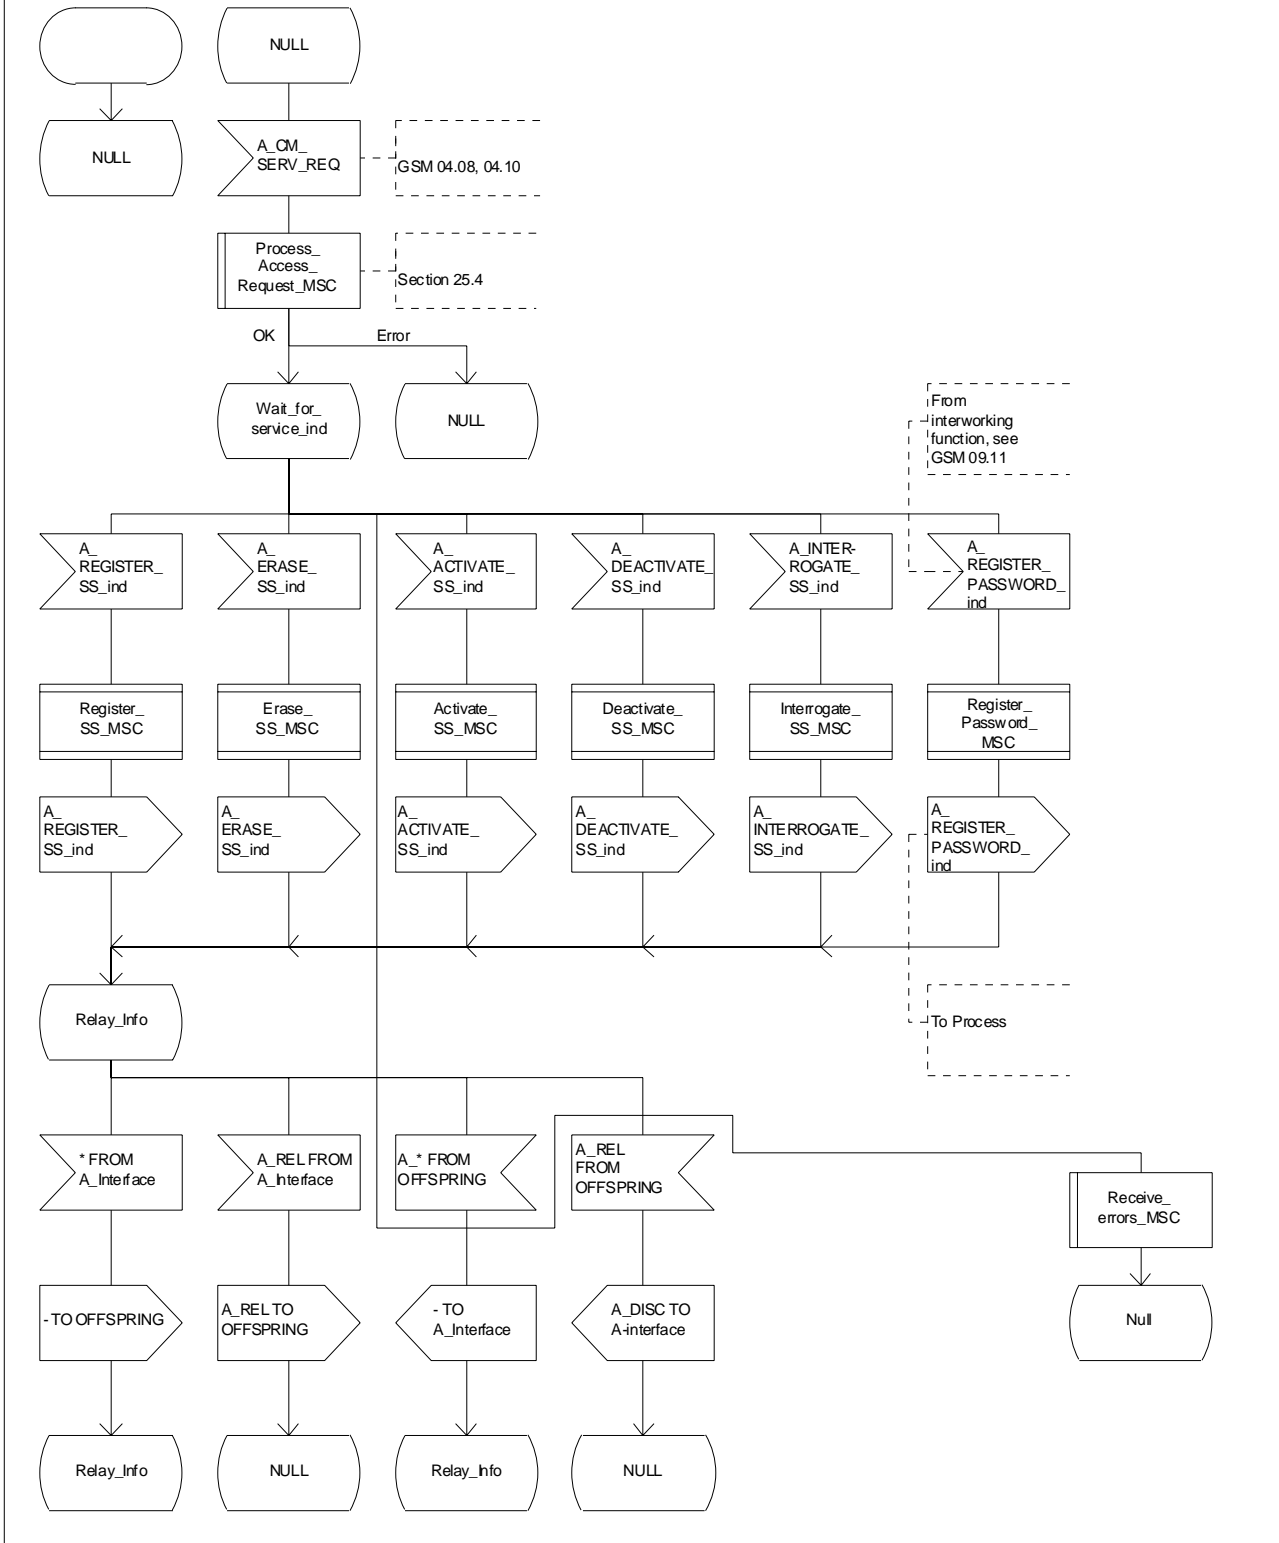 NULL
NULL
A_CM_
SERV_REQ
GSM 04.08, 04.10
Process_
Access_
Request_MSC
Section 25.4
OK
Error
Wait_for_
service_ind
NULL
From
interworking
function, see
GSM 09.11
A_
REGISTER_
SS_ind
A_
ERASE_
SS_ind
A_
ACTIVATE_
SS_ind
A_
DEACTIVATE_
SS_ind
A_INTER-
ROGATE_
SS_ind
A_
REGISTER_
PASSWORD_
ind
Register_
SS_MSC
Erase_
SS_MSC
Activate_
SS_MSC
Deactivate_
SS_MSC
Interrogate_
SS_MSC
Register_
Password_
MSC
A_
REGISTER_
SS_ind
A_
ERASE_
SS_ind
A_
ACTIVATE_
SS_ind
A_
DEACTIVATE_
SS_ind
A_
INTERROGATE_
SS_ind
A_
REGISTER_
PASSWORD_
ind
Relay_Info
To Process
* FROM
A_Interface
A_REL FROM
A_Interface
A_* FROM
OFFSPRING
A_REL
FROM
OFFSPRING
Receive_
errors_MSC
- TO OFFSPRING
A_REL TO
OFFSPRING
- TO
A_Interface
A_DISC TO
A-interface
Null
Relay_Info
NULL
Relay_Info
NULL